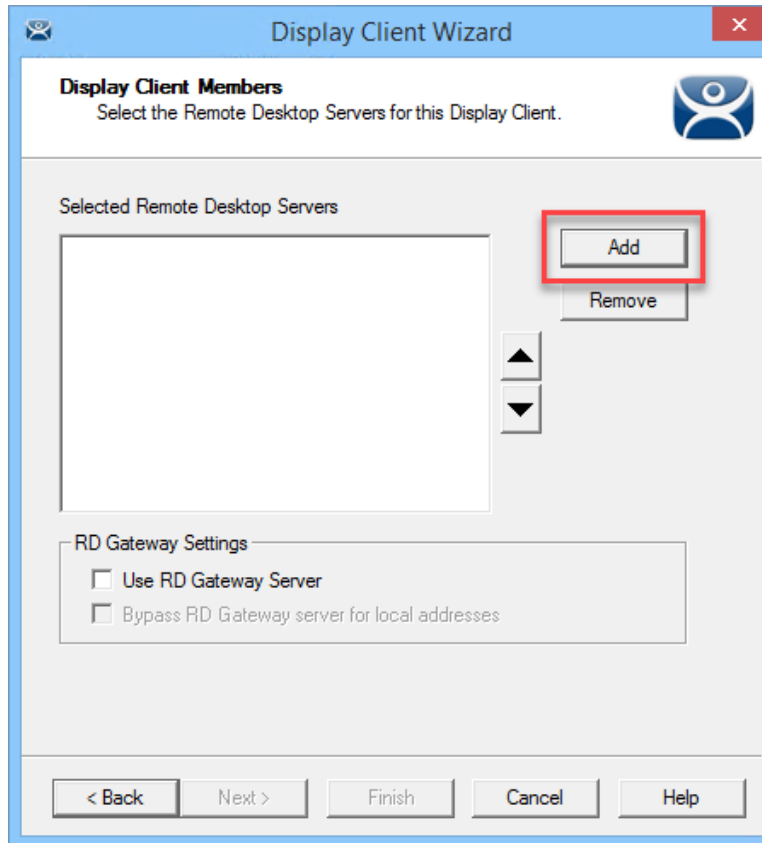 Display Client Wizard
Display Client Members
Select the Remote Desktop Servers for this Display Client.
Selected Remote Desktop Servers
Add
Remove
RD Gateway Settings
Use RD Gateway Server
Bypass RD Gateway server for local addresses
< Back
Next >
Finish
Cancel
Help